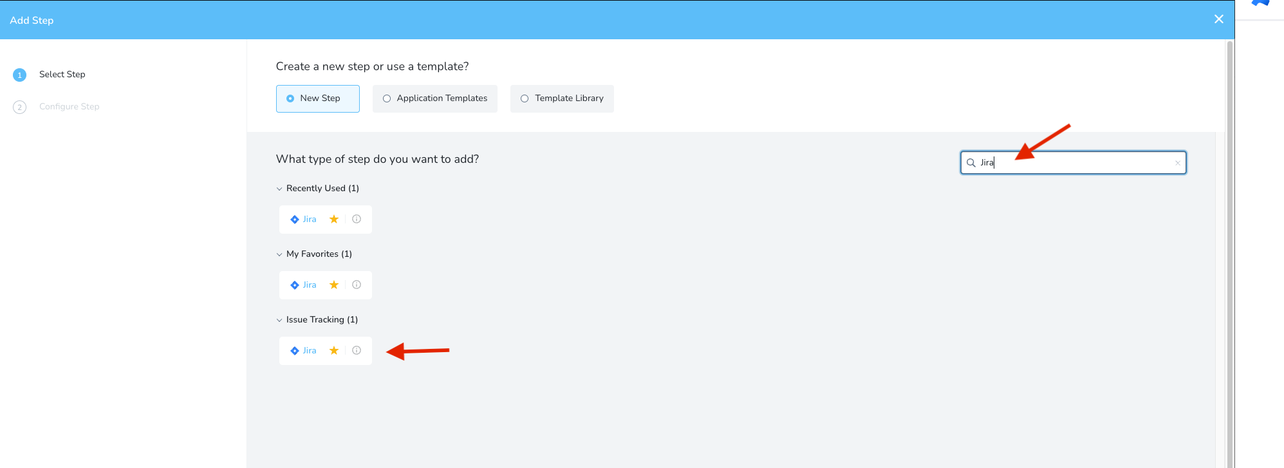 Add Step
1 Select Step
2 Configure Step
Create a new step or use a template?
New Step Application Templates Template Library
What type of step do you want to add?
Jira
Recently Used (1)
Jira
My Favorites (1)
Jira
Issue Tracking (1)
Jira